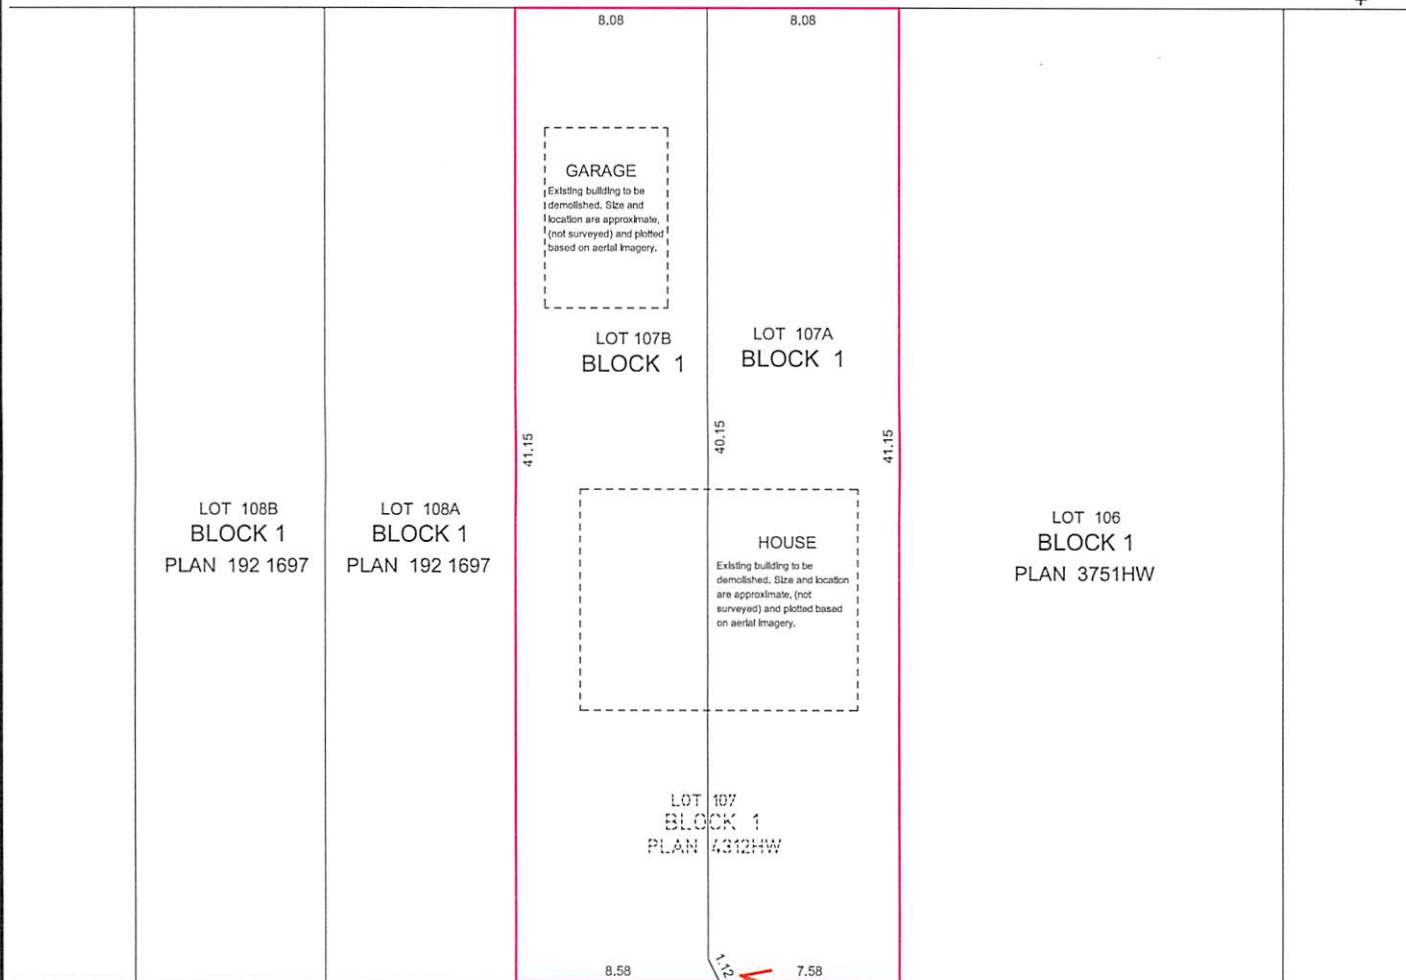 8.08
8.08
GARAGE
Existing building to be
demolished. Size and
location are approximate,
(not surveyed) and plotted
based on aerial imagery.
LOT 107B
BLOCK 1
LOT 107A
BLOCK 1
41.15
40.15
41.15
LOT 108B
BLOCK 1
PLAN 192 1697
LOT 108A
BLOCK 1
PLAN 192 1697
HOUSE
Existing building to be
demolished. Size and location
are approximate, (not
surveyed) and plotted based
on aerial imagery.
LOT 106
BLOCK 1
PLAN 3751HW
LOT 107
BLOCK 1
PLAN 4312HW
8.58
1.12
7.58